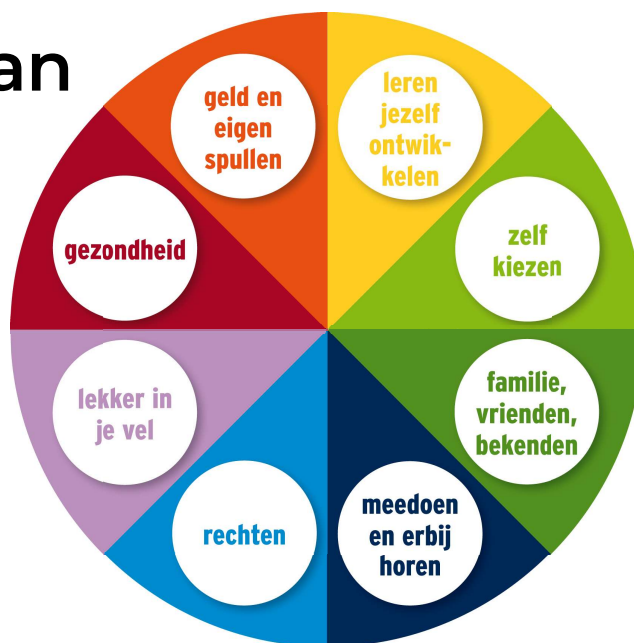 an
geld en
eigen
spullen
leren
jezelf
ontwik-
kelen
zelf
kiezen
familie,
vrienden,
bekenden
meedoen
en erbij
horen
rechten
lekker in
je vel
gezondheid